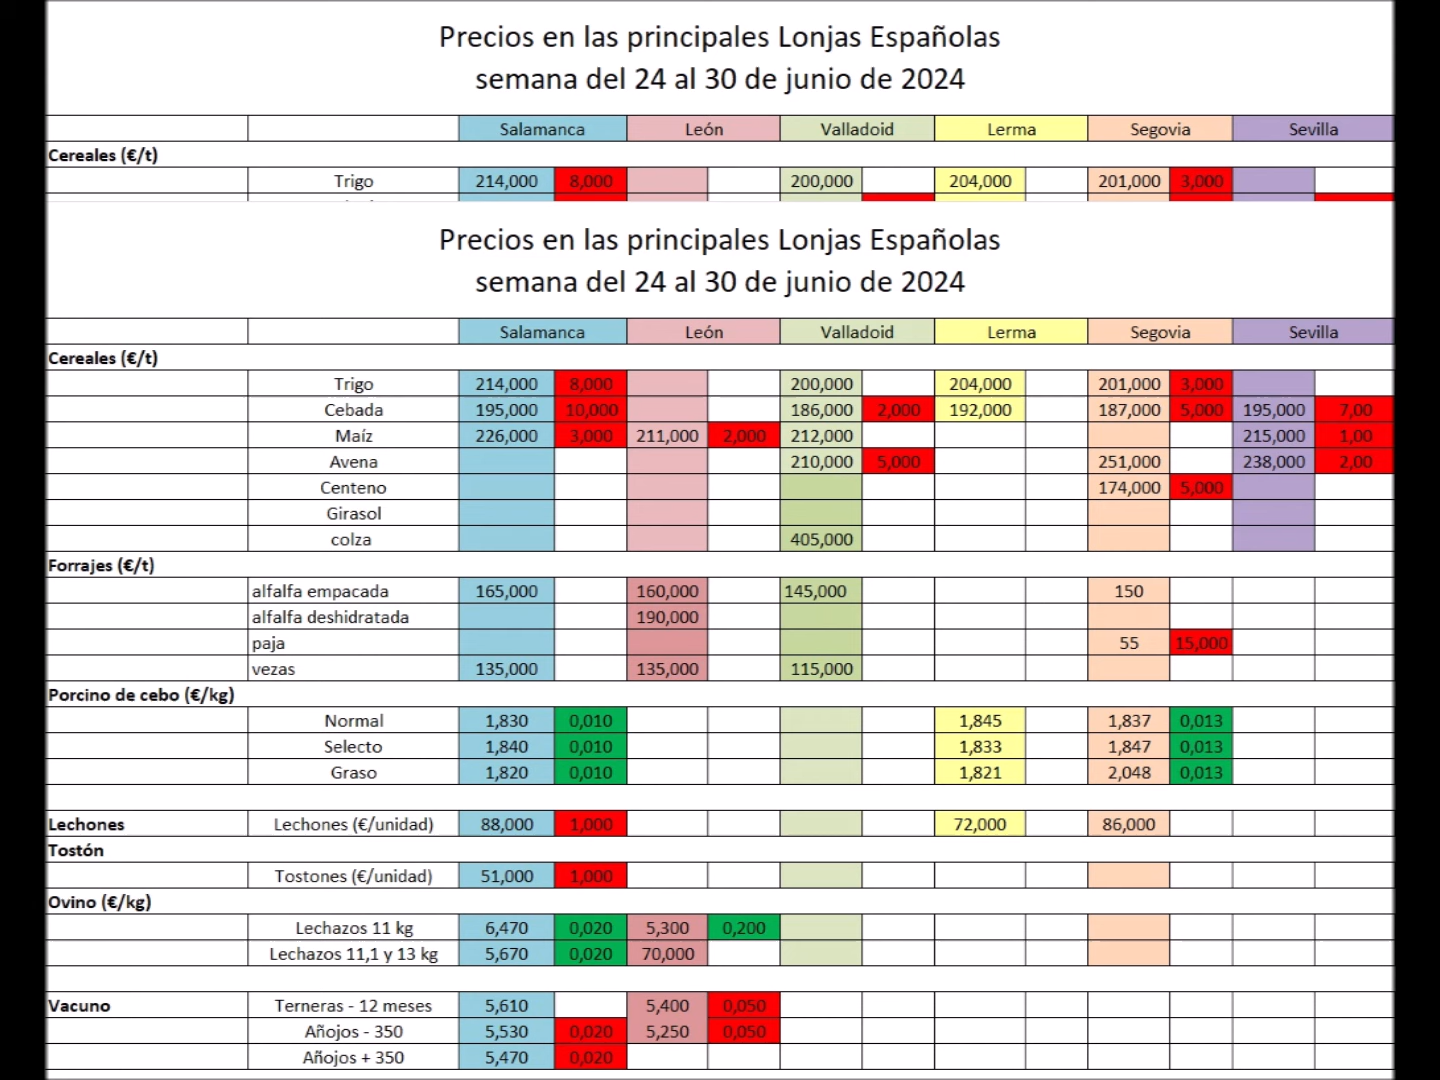 Precios en las principales Lonjas Españolas
semana del 24 al 30 de junio de 2024
Salamanca León Valladoid Lerma Segovia Sevilla
Cereales (€/t)
Trigo 214,000 8,000 200,000 204,000 201,000 3,000
Precios en las principales Lonjas Españolas
semana del 24 al 30 de junio de 2024
Salamanca León Valladoid Lerma Segovia Sevilla
Cereales (€/t)
Trigo 214,000 8,000 200,000 204,000 201,000 3,000
Cebada 195,000 10,000 186,000 2,000 192,000 187,000 5,000 195,000 7,00
Maíz 226,000 3,000 211,000 2,000 212,000 215,000 1,00
Avena 210,000 5,000 251,000 238,000 2,00
Centeno 174,000 5,000
Girasol
colza 405,000
Forrajes (€/t)
alfalfa empacada 165,000 160,000 145,000 150
alfalfa deshidratada 190,000
paja 55 15,000
vezas 135,000 135,000 115,000
Porcino de cebo (€/kg)
Normal 1,830 0,010 1,845 1,837 0,013
Selecto 1,840 0,010 1,833 1,847 0,013
Graso 1,820 0,010 1,821 2,048 0,013
Lechones Lechones (€/unidad) 88,000 1,000 72,000 86,000
Tostón
Tostones (€/unidad) 51,000 1,000
Ovino (€/kg)
Lechazos 11 kg 6,470 0,020 5,300 0,200
Lechazos 11,1 y 13 kg 5,670 0,020 70,000
Vacuno Terneras - 12 meses 5,610 5,400 0,050
Añojos - 350 5,530 0,020 5,250 0,050
Añojos + 350 5,470 0,020